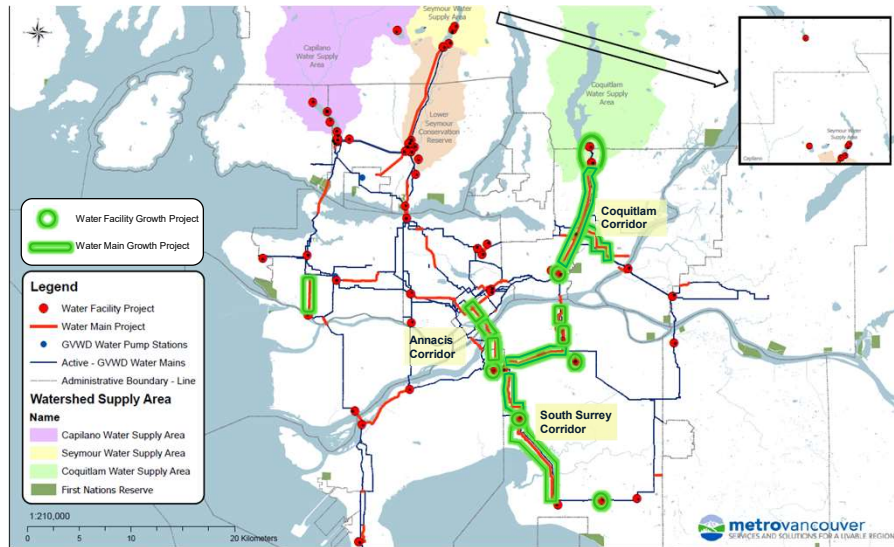 Seymour Water
Supply Area
Capilano
Water Supply
Area
Coquitlam
Water Supply
Area
Lower
Seymour
Conservation
Reserve
Seymour Water
Supply Area
Capilano
Water Facility Growth Project
Water Main Growth Project
Coquitlam
Corridor
Annacis
Corridor
South Surrey
Corridor
Legend
Water Facility Project
Water Main Project
GVWD Water Pump Stations
Active - GVWD Water Mains
Administrative Boundary - Line
Watershed Supply Area
Name
Capilano Water Supply Area
Seymour Water Supply Area
Coquitlam Water Supply Area
First Nations Reserve
1:210,000
0 5 10 20 Kilometers
metrovancouver
SERVICES AND SOLUTIONS FOR A LIVABLE REGION